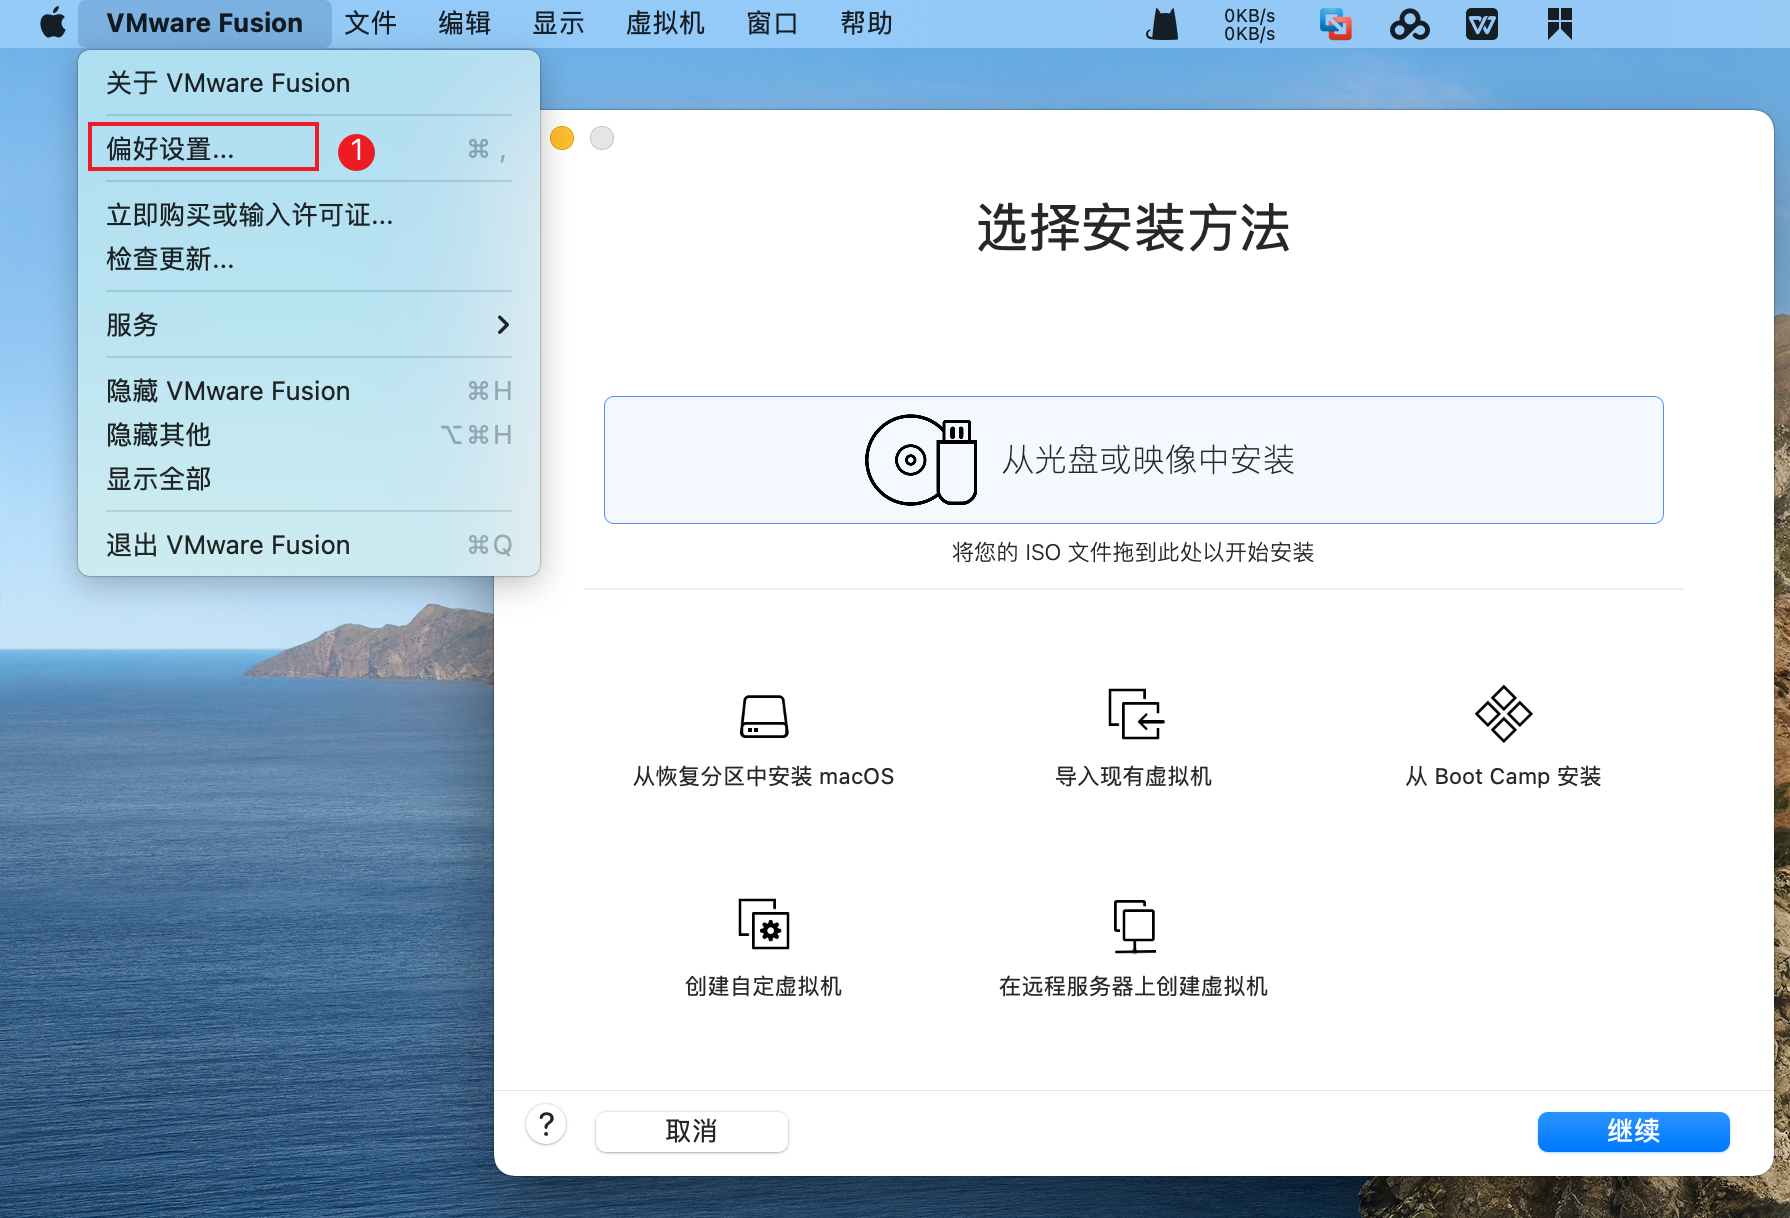 VMware Fusion 文件 编辑 显示 虚拟机 窗口 帮助 0KB/s
0KB/s
关于 VMware Fusion
偏好设置... 1 ⌘ ,
立即购买或输入许可证...
检查更新...
服务
隐藏 VMware Fusion ⌘H
隐藏其他 ⌥⌘H
显示全部
退出 VMware Fusion ⌘Q
选择安装方法
从光盘或映像中安装
将您的 ISO 文件拖到此处以开始安装
从恢复分区中安装 macOS
导入现有虚拟机
从 Boot Camp 安装
创建自定虚拟机
在远程服务器上创建虚拟机
? 取消 继续